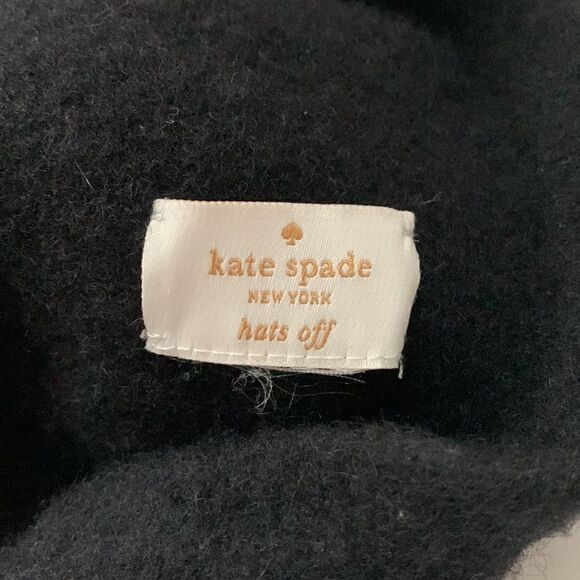 kate spade
NEW YORK
hats off